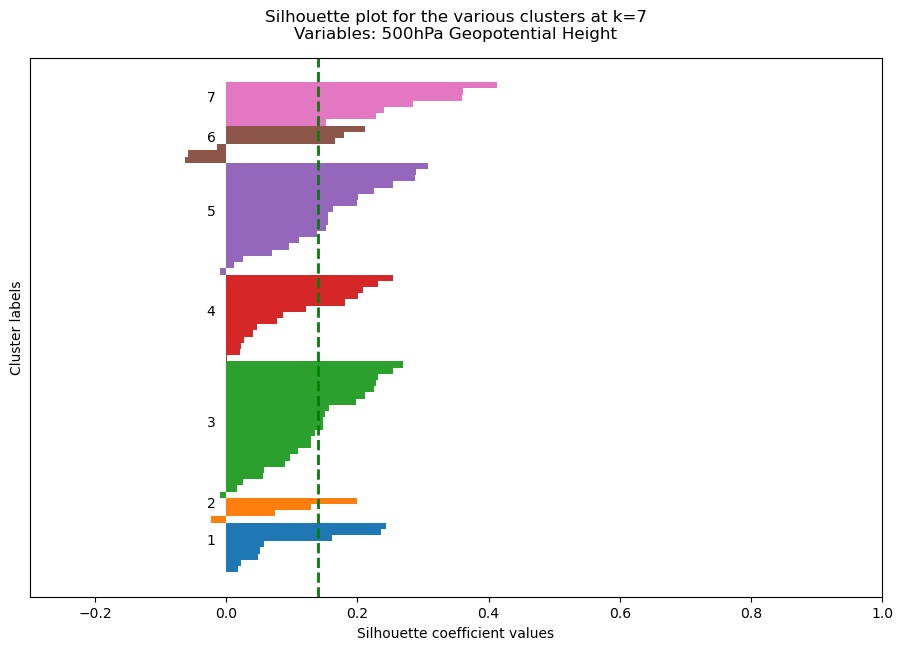 Silhouette plot for the various clusters at k=7
Variables: 500hPa Geopotential Height
Cluster labels
7
6
5
4
3
2
1
−0.2 0.0 0.2 0.4 0.6 0.8 1.0
Silhouette coefficient values